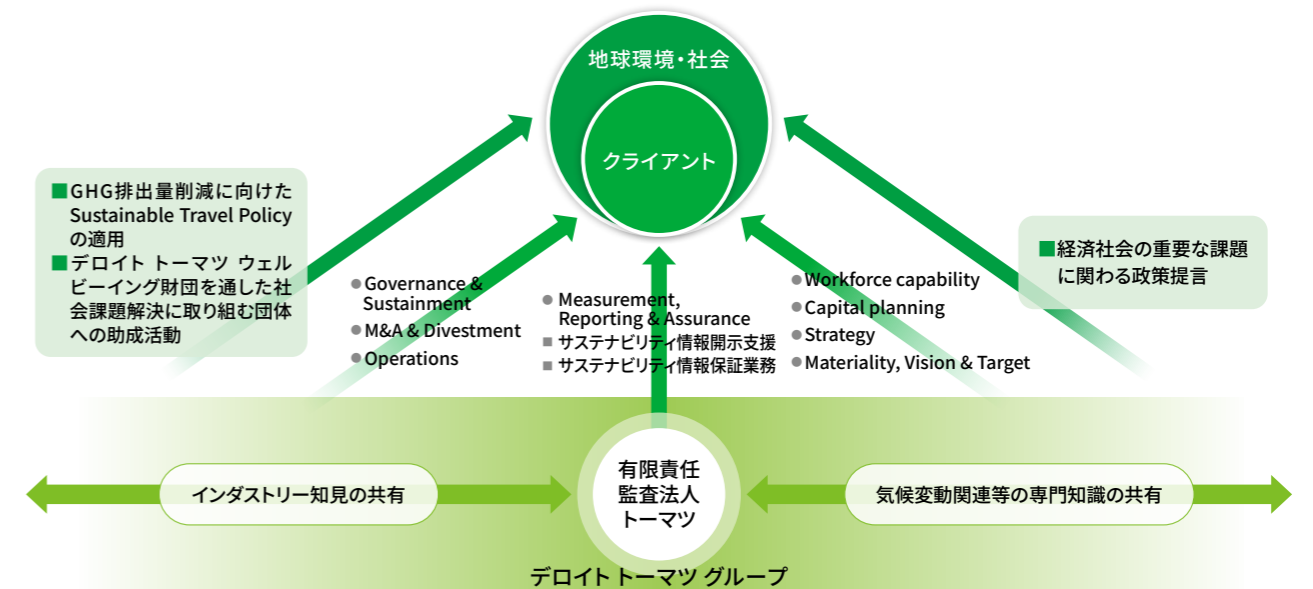 地球環境・社会
クライアント
■GHG排出量削減に向けた
Sustainable Travel Policy
の適用
■デロイト トーマツ ウェル
ビーイング財団を通した社
会課題解決に取り組む団体
への助成活動
●Governance &
Sustainment
●M&A & Divestment
●Operations
● Measurement,
Reporting & Assurance
■ サステナビリティ情報開示支援
■ サステナビリティ情報保証業務
●Workforce capability
●Capital planning
●Strategy
●Materiality, Vision & Target
■経済社会の重要な課題
に関わる政策提言
インダストリー知見の共有
有限責任
監査法人
トーマツ
気候変動関連等の専門知識の共有
デロイト トーマツ グループ